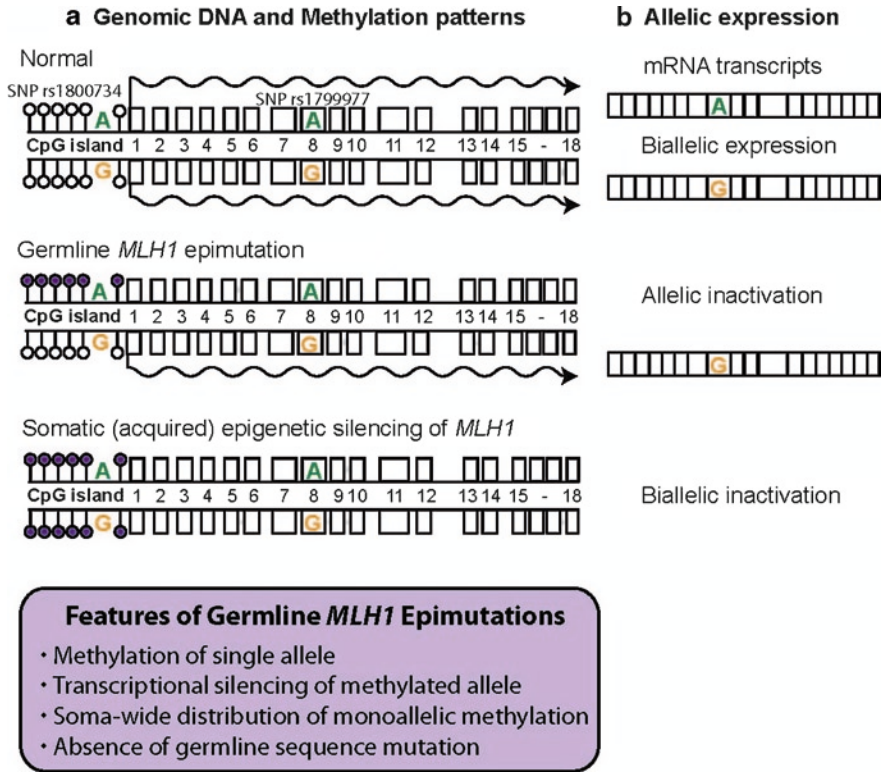 a Genomic DNA and Methylation patterns
b Allelic expression
Normal
SNP rs1800734
SNP rs1799977
A A
CpG island 1 2 3 4 5 6 7 8 9 10 11 12 13 14 15 - 18
G G
mRNA transcripts
A
Biallelic expression
G
Germline MLH1 epimutation
A A
CpG island 1 2 3 4 5 6 7 8 9 10 11 12 13 14 15 - 18
G G
Allelic inactivation
G
Somatic (acquired) epigenetic silencing of MLH1
A A
CpG island 1 2 3 4 5 6 7 8 9 10 11 12 13 14 15 - 18
G G
Biallelic inactivation
Features of Germline MLH1 Epimutations
· Methylation of single allele
· Transcriptional silencing of methylated allele
· Soma-wide distribution of monoallelic methylation
· Absence of germline sequence mutation